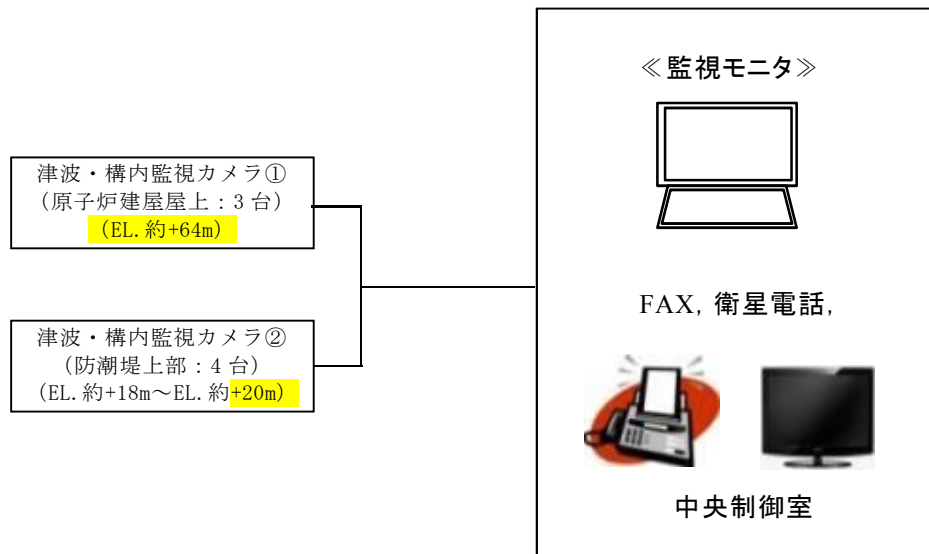 津波・構内監視カメラ①
(原子炉建屋屋上:3台)
(EL.約+64m)
津波・構内監視カメラ②
(防潮堤上部:4台)
(EL.約+18m～EL.約+20m)
≪監視モニタ≫
FAX, 衛星電話,
中央制御室